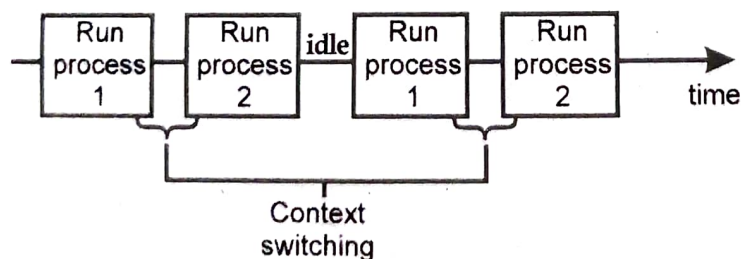 Run
process
1
Run
process
2
idle
Run
process
1
Run
process
2
time
Context
switching